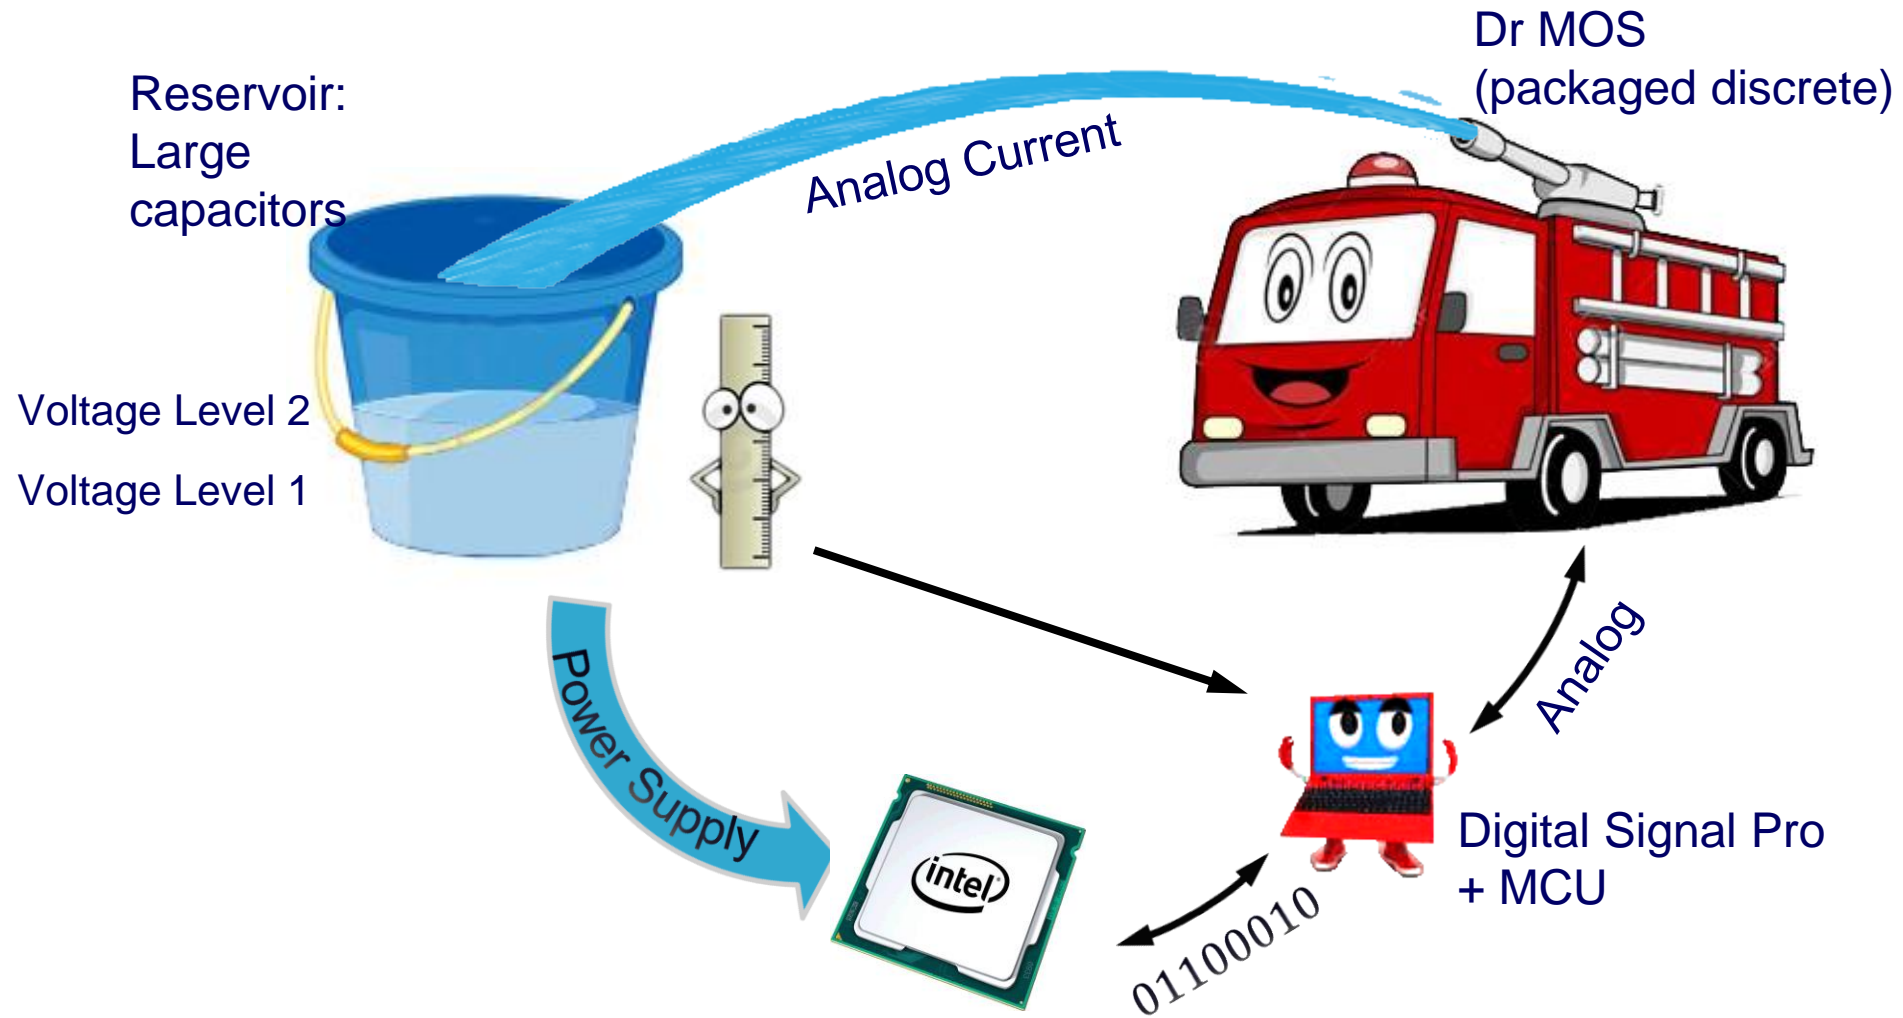 Dr MOS
(packaged discrete)
Reservoir:
Large
capacitors
Analog Current
Voltage Level 2
Voltage Level 1
Power Supply
Analog
intel
Digital Signal Pro
+ MCU
01100010